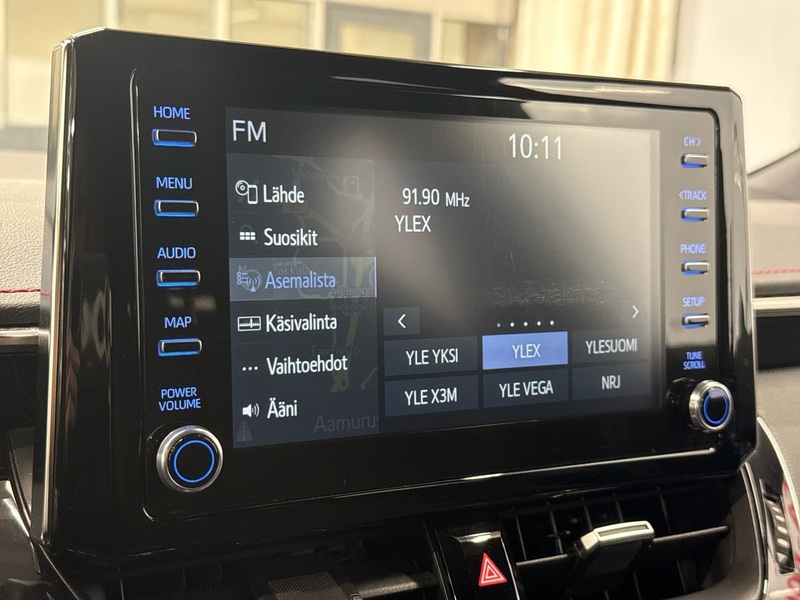 HOME
MENU
AUDIO
MAP
POWER
VOLUME
FM
10:11
Lähde
Suosikit
Asemalista
Käsivalinta
Vaihtoehdot
Ääni
Aamurus
91.90 MHz
YLEX
YLE YKSI
YLEX
YLESUOMI
YLE X3M
YLE VEGA
NRJ
CH>
<TRACK
PHONE
SETUP
TUNE
SCROLL